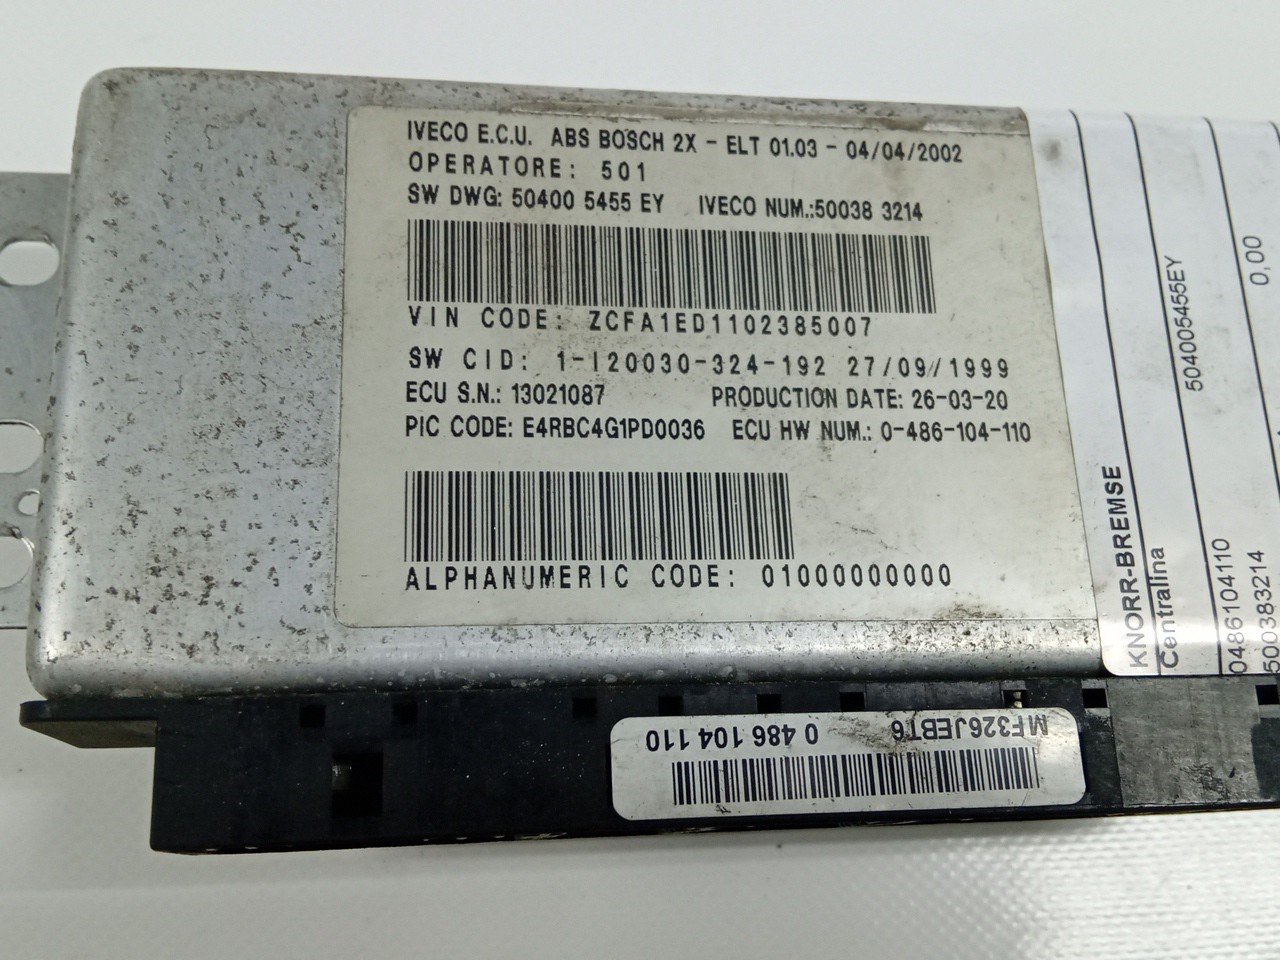 IVECO E.C.U. ABS BOSCH 2X - ELT 01.03 - 04/04/2002
OPERATORE: 501
SW DWG: 50400 5455 EY IVECO NUM.:50038 3214
VIN CODE: ZCFA1ED1102385007
SW CID: 1-I20030-324-192 27/09//1999
ECU S.N.: 13021087 PRODUCTION DATE: 26-03-20
PIC CODE: E4RBC4G1PD0036 ECU HW NUM.: 0-486-104-110
ALPHANUMERIC CODE: 01000000000
KNORR-BREMSE
Centralina
504005455EY
0486104110
0,00
500383214
0 486 104 110 MF326JEBT6